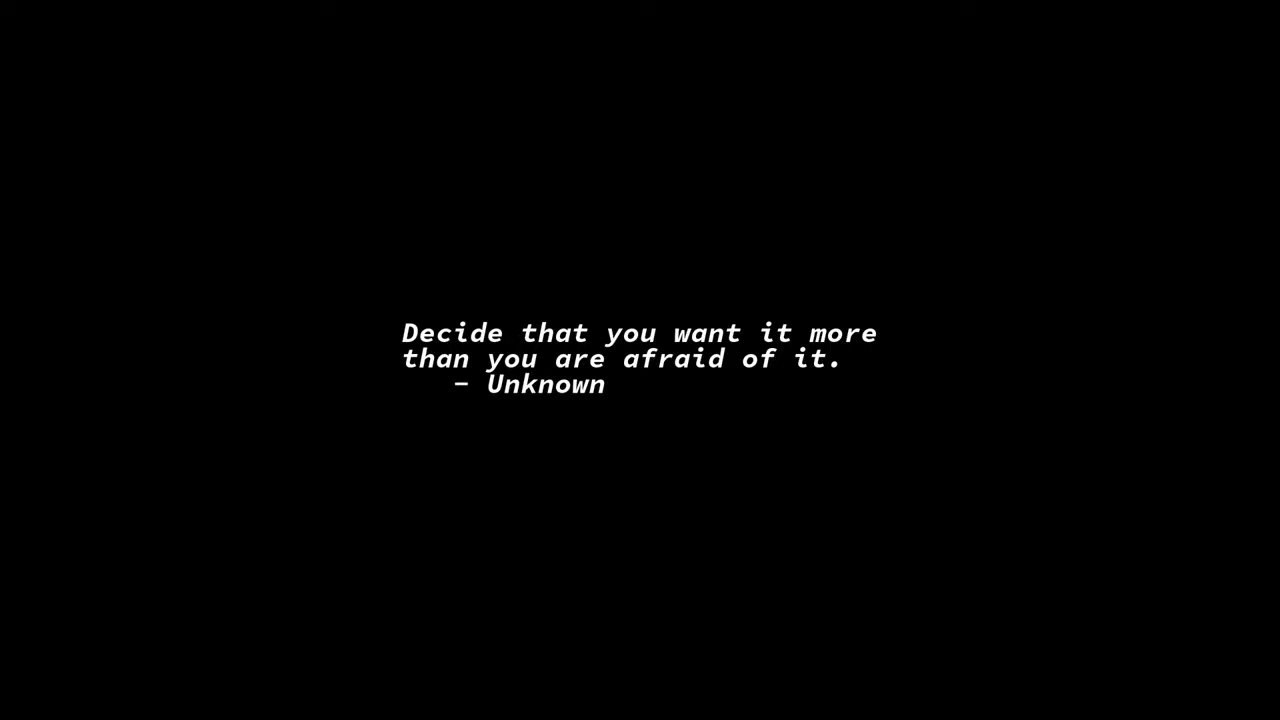 Decide that you want it more
than you are afraid of it.
– Unknown